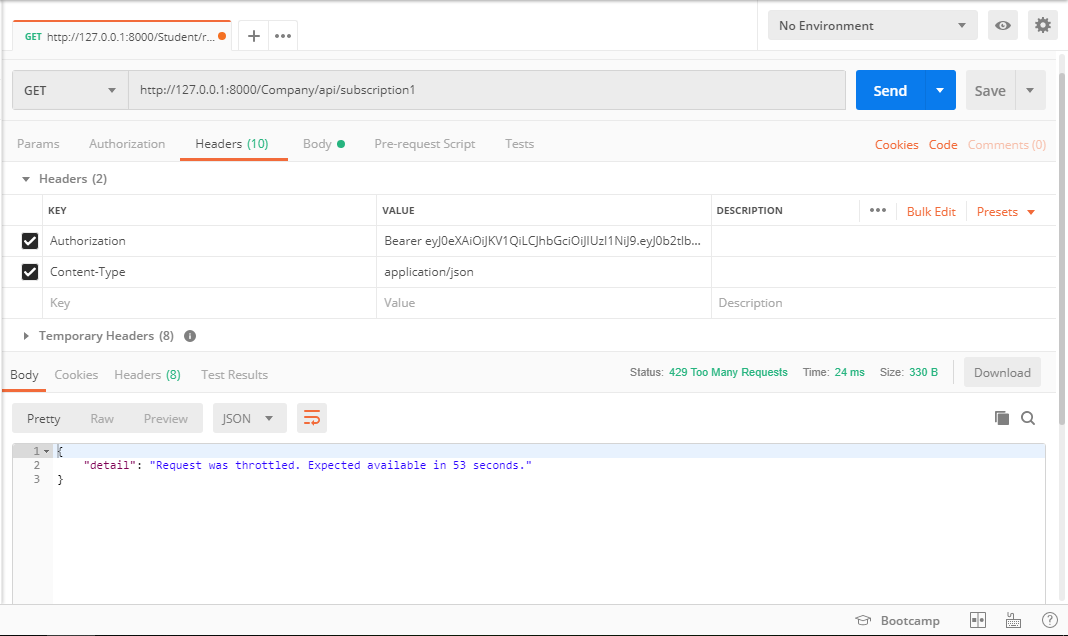 GET http://127.0.0.1:8000/Student/r...
No Environment
GET http://127.0.0.1:8000/Company/api/subscription1 Send Save
Params Authorization Headers (10) Body Pre-request Script Tests Cookies Code Comments (0)
Headers (2)
KEY VALUE DESCRIPTION ••• Bulk Edit Presets
Authorization Bearer eyJ0eXAiOiJKV1QiLCJhbGciOiJIUzI1NiJ9.eyJ0b2tlb...
Content-Type application/json
Key Value Description
Temporary Headers (8)
Body Cookies Headers (8) Test Results Status: 429 Too Many Requests Time: 24 ms Size: 330 B Download
Pretty Raw Preview JSON
1 {
2 "detail": "Request was throttled. Expected available in 53 seconds."
3 }
Bootcamp